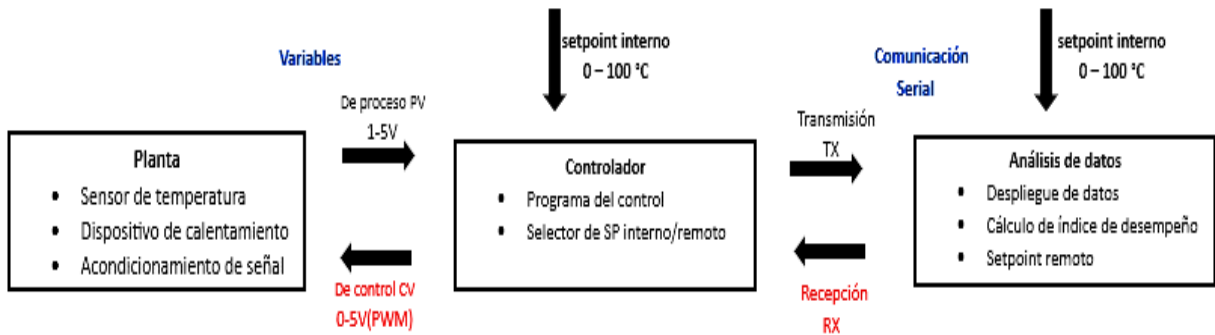 setpoint interno
0 – 100 °C
setpoint interno
0 – 100 °C
Variables
Comunicación
Serial
De proceso PV
1-5V
Transmisión
TX
Planta
• Sensor de temperatura
• Dispositivo de calentamiento
• Acondicionamiento de señal
Controlador
• Programa del control
• Selector de SP interno/remoto
Análisis de datos
• Despliegue de datos
• Cálculo de índice de desempeño
• Setpoint remoto
De control CV
0-5V(PWM)
Recepción
RX